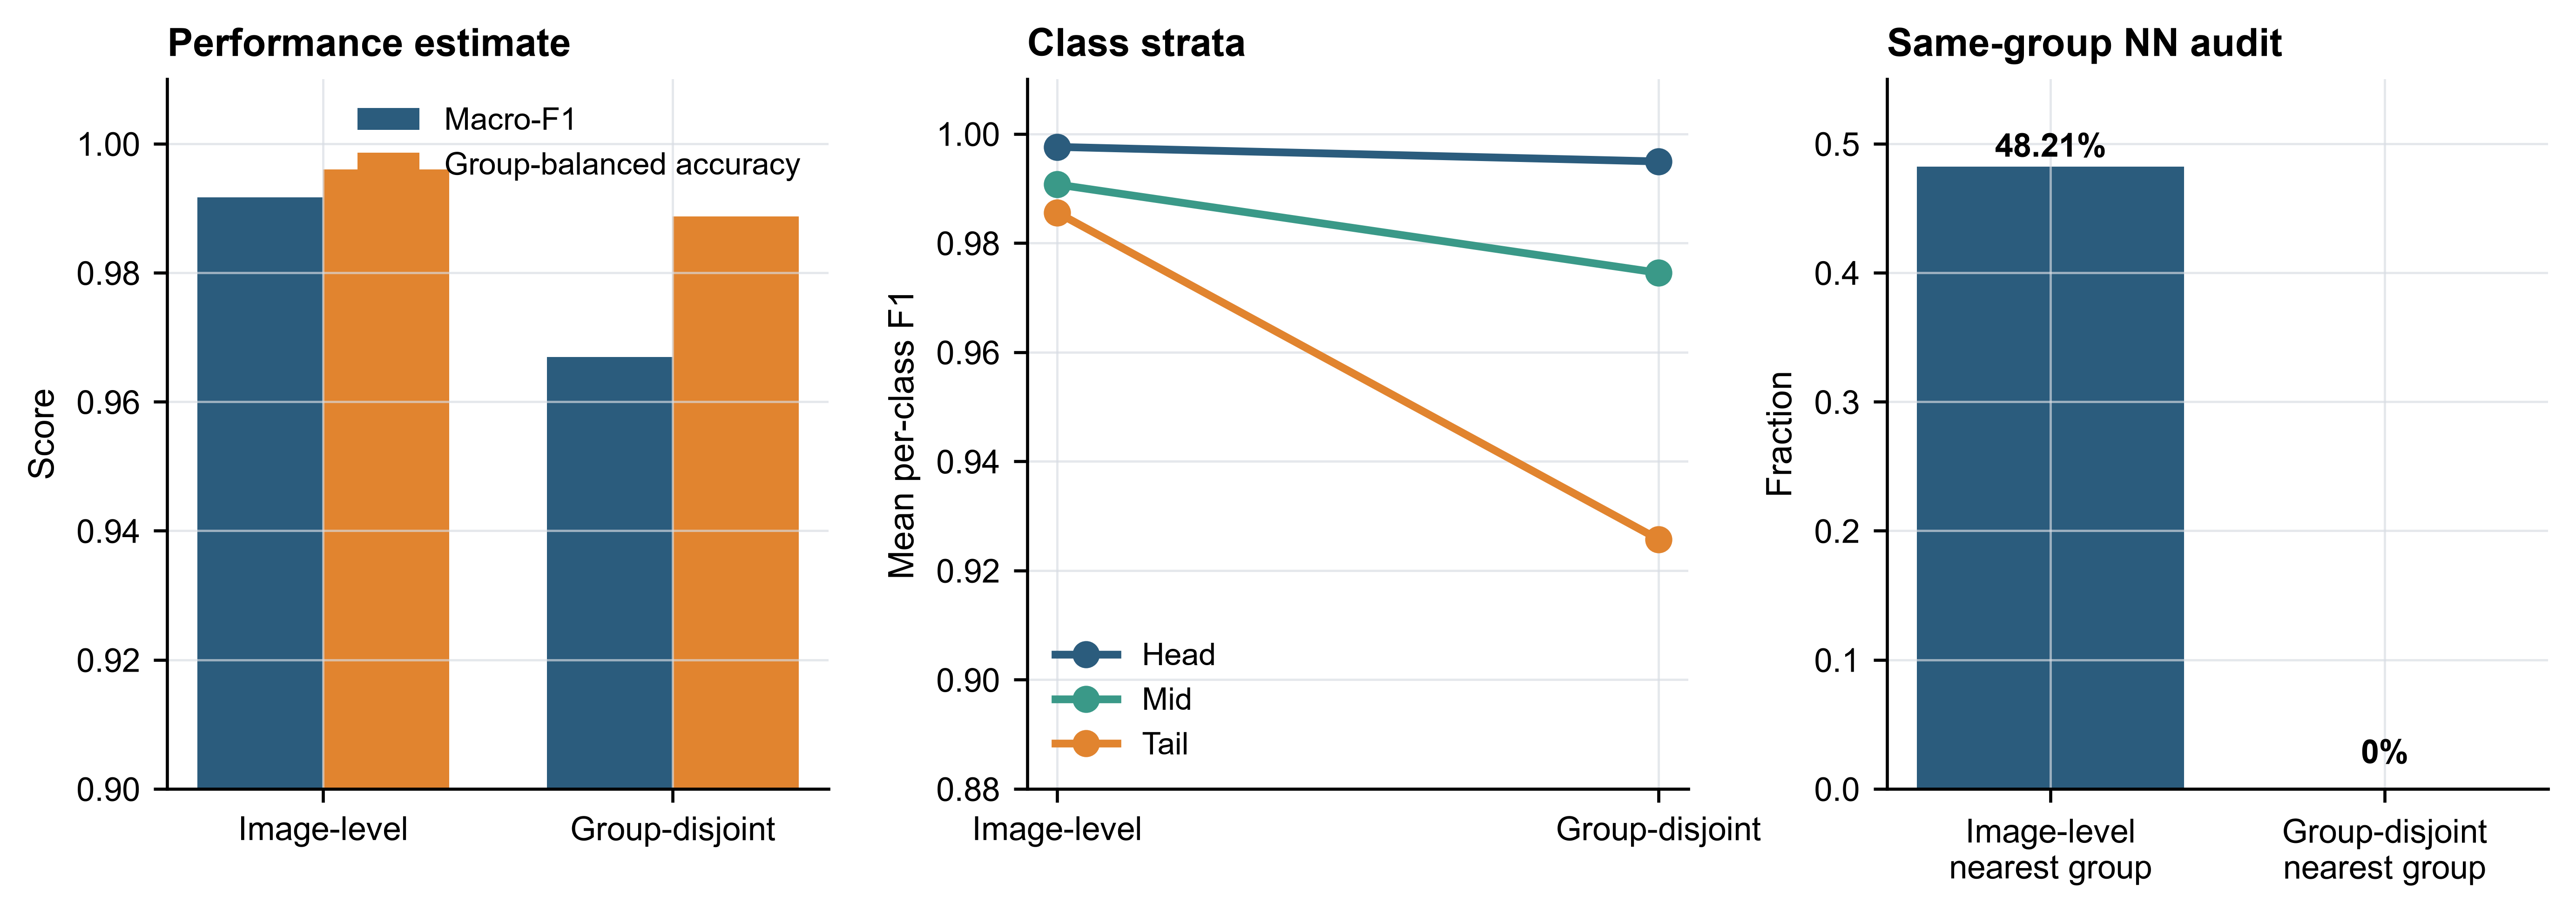 Performance estimate
Macro-F1
Group-balanced accuracy
1.00
0.98
0.96
0.94
0.92
0.90
Score
Image-level
Group-disjoint
Class strata
1.00
0.98
0.96
0.94
0.92
0.90
0.88
Mean per-class F1
Head
Mid
Tail
Image-level
Group-disjoint
Same-group NN audit
0.5
0.4
0.3
0.2
0.1
0.0
Fraction
48.21%
0%
Image-level
nearest group
Group-disjoint
nearest group